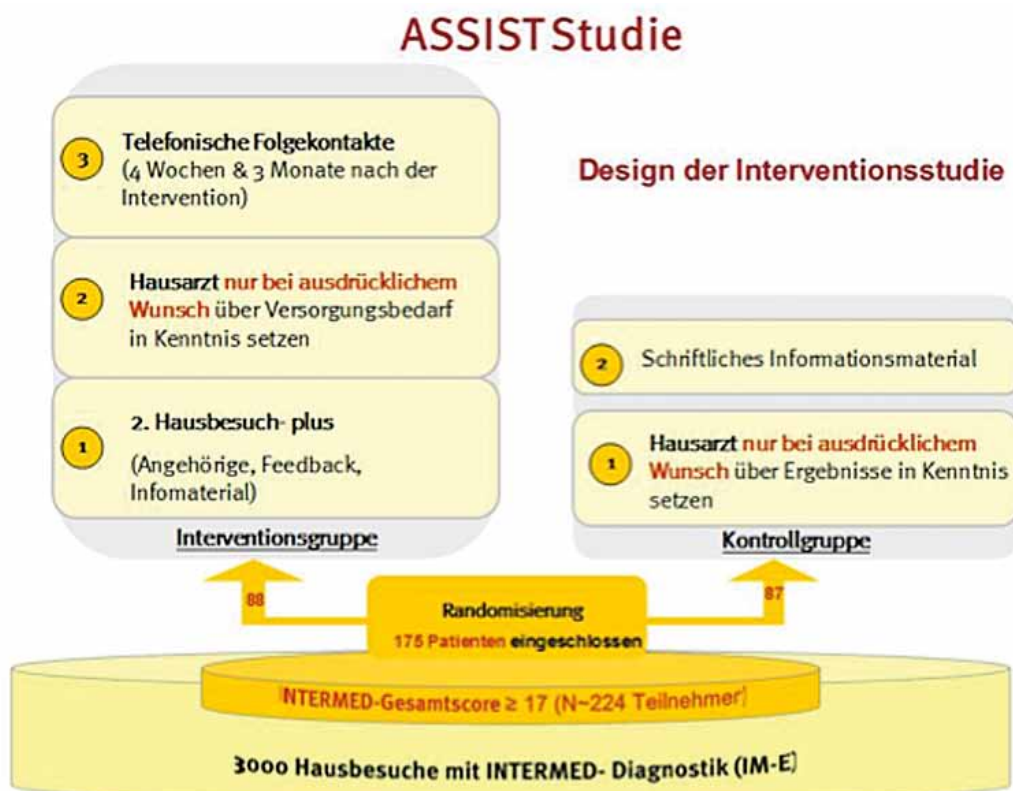 ASSIST Studie
3
Telefonische Folgekontakte
(4 Wochen & 3 Monate nach der
Intervention)
2
Hausarzt nur bei ausdrücklichem
Wunsch über Versorgungsbedarf
in Kenntnis setzen
1
2. Hausbesuch- plus
(Angehörige, Feedback,
Infomaterial)
Interventionsgruppe
Design der Interventionsstudie
2
Schriftliches Informationsmaterial
1
Hausarzt nur bei ausdrücklichem
Wunsch über Ergebnisse in Kenntnis
setzen
Kontrollgruppe
88
87
Randomisierung
175 Patienten eingeschlossen
NTERMED-Gesamtscore ≥ 17 (N~224 Teilnehmer)
3000 Hausbesuche mit INTERMED- Diagnostik (IM-E)